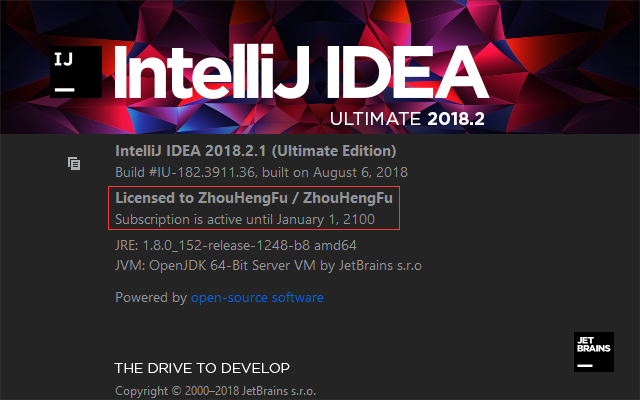 IJ
IntelliJ IDEA
ULTIMATE 2018.2
IntelliJ IDEA 2018.2.1 (Ultimate Edition)
Build #IU-182.3911.36, built on August 6, 2018
Licensed to ZhouHengFu / ZhouHengFu
Subscription is active until January 1, 2100
JRE: 1.8.0_152-release-1248-b8 amd64
JVM: OpenJDK 64-Bit Server VM by JetBrains s.r.o
Powered by open-source software
JET
BRAINS
THE DRIVE TO DEVELOP
Copyright © 2000–2018 JetBrains s.r.o.